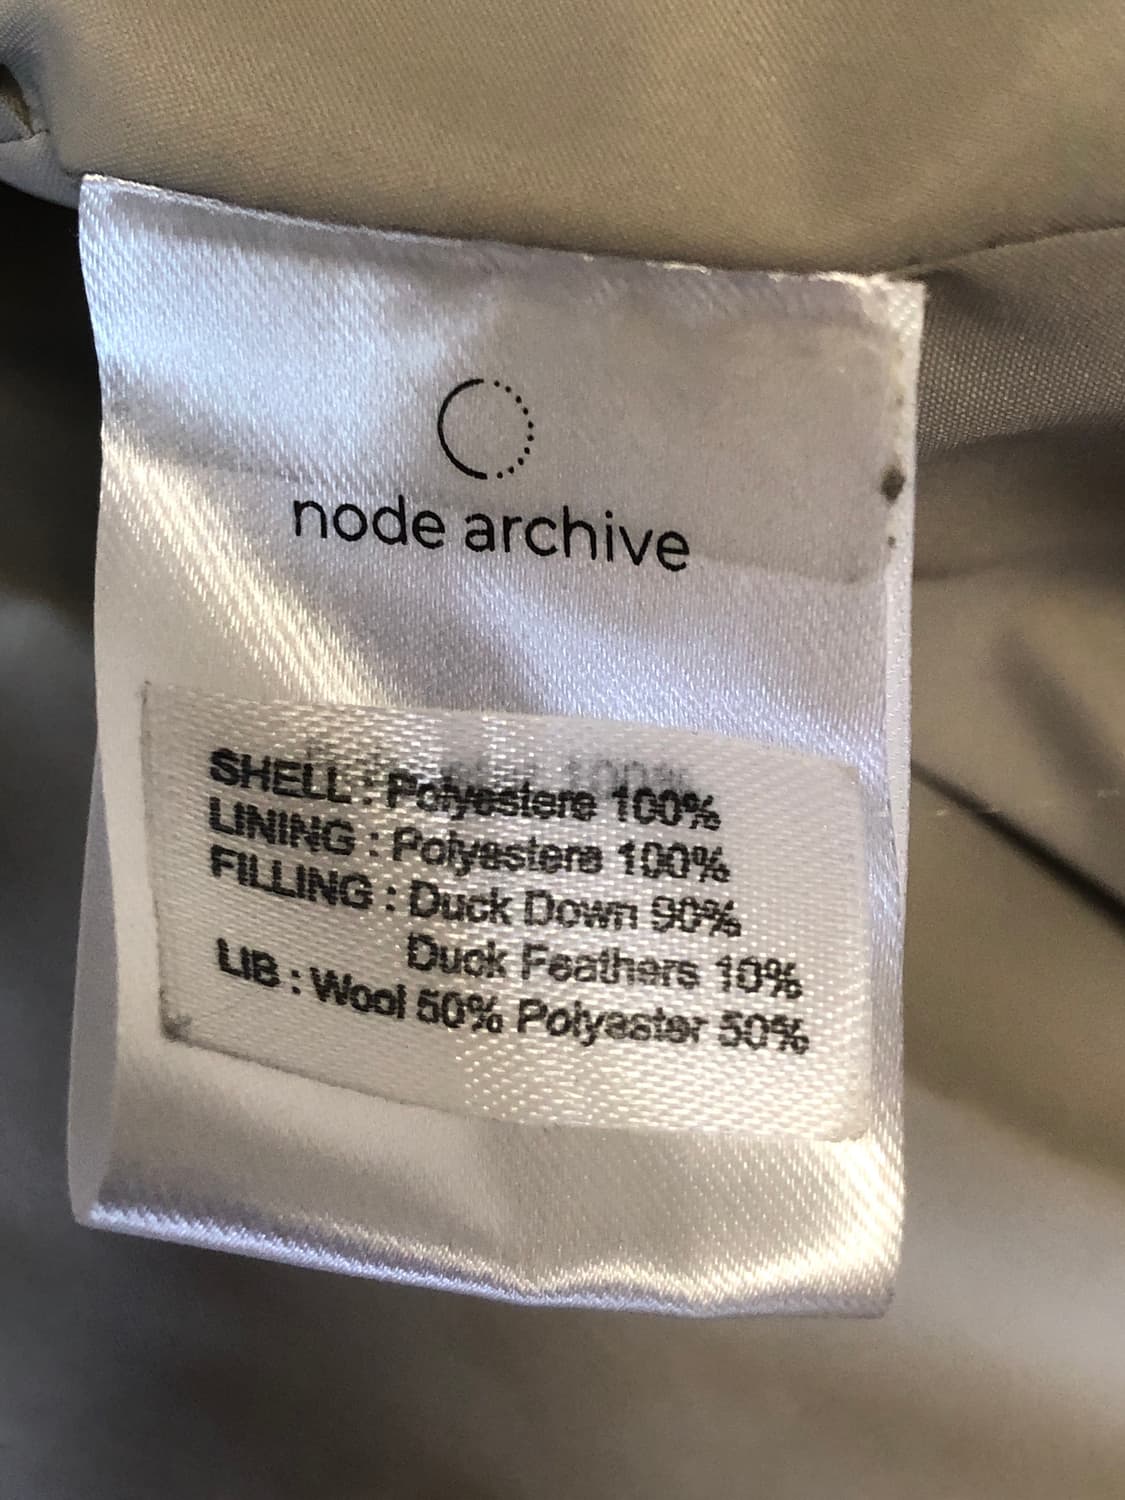 node archive
SHELL : Polyestere 100%
LINING : Polyestere 100%
FILLING : Duck Down 90%
Duck Feathers 10%
LIB : Wool 50% Polyester 50%